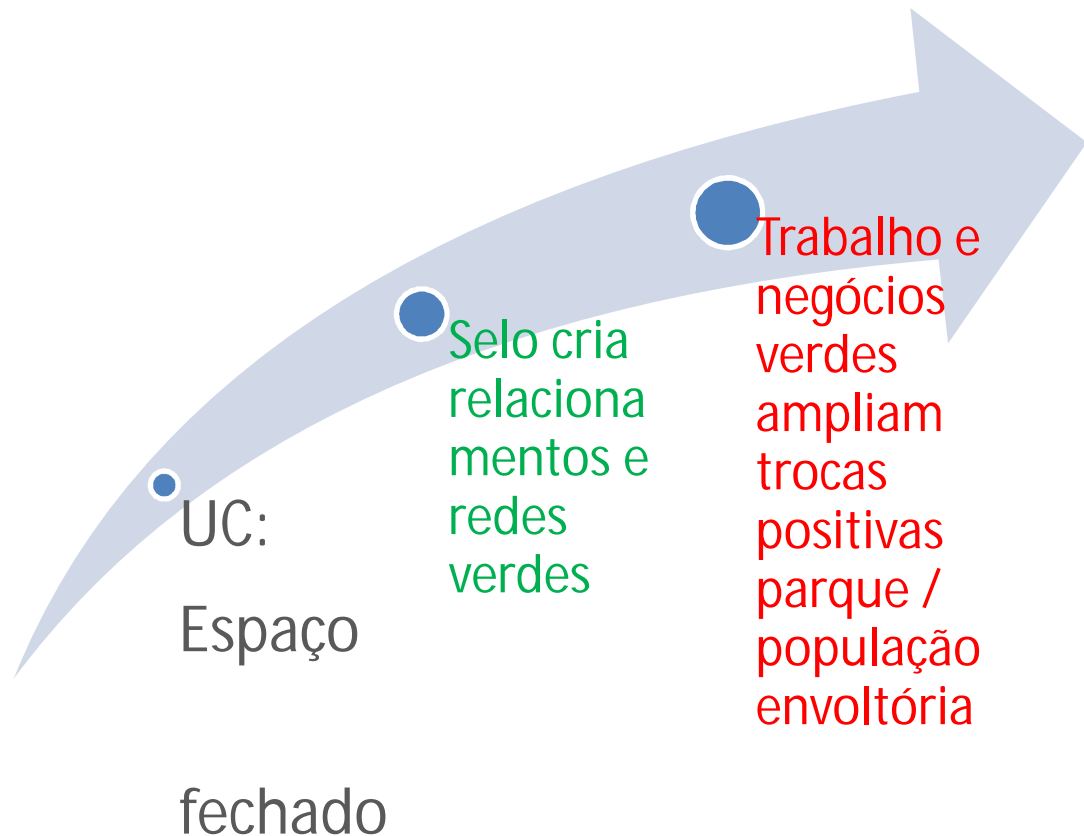 UC:
Espaço
fechado
Selo cria
relaciona
mentos e
redes
verdes
Trabalho e
negócios
verdes
ampliam
trocas
positivas
parque /
população
envoltória